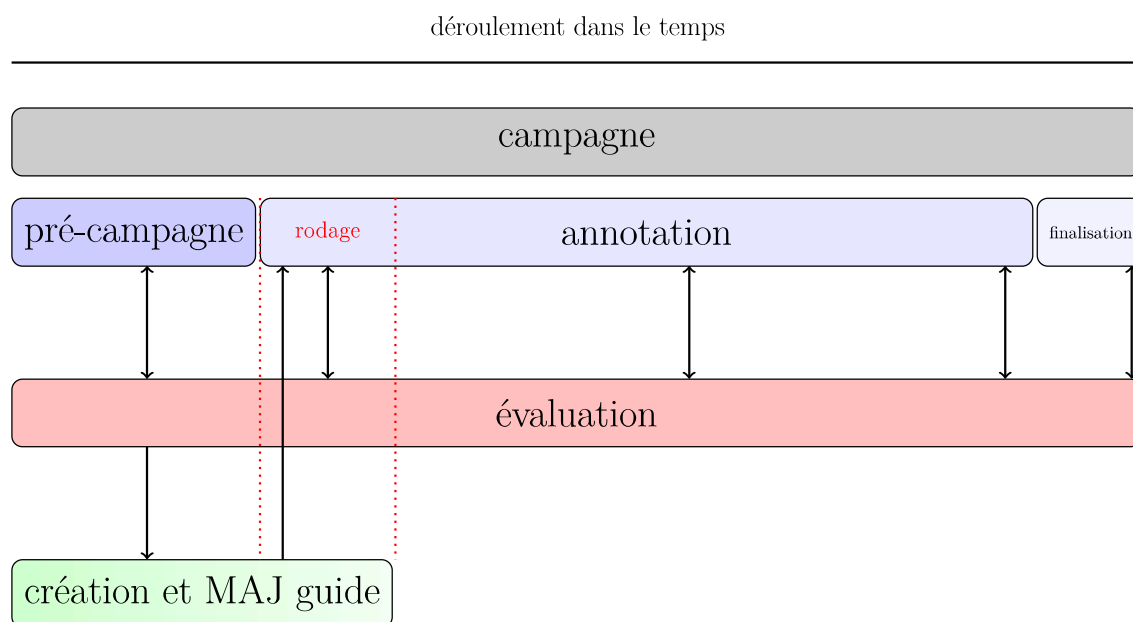 déroulement dans le temps
campagne
pré-campagne
rodage
annotation
finalisation
évaluation
création et MAJ guide